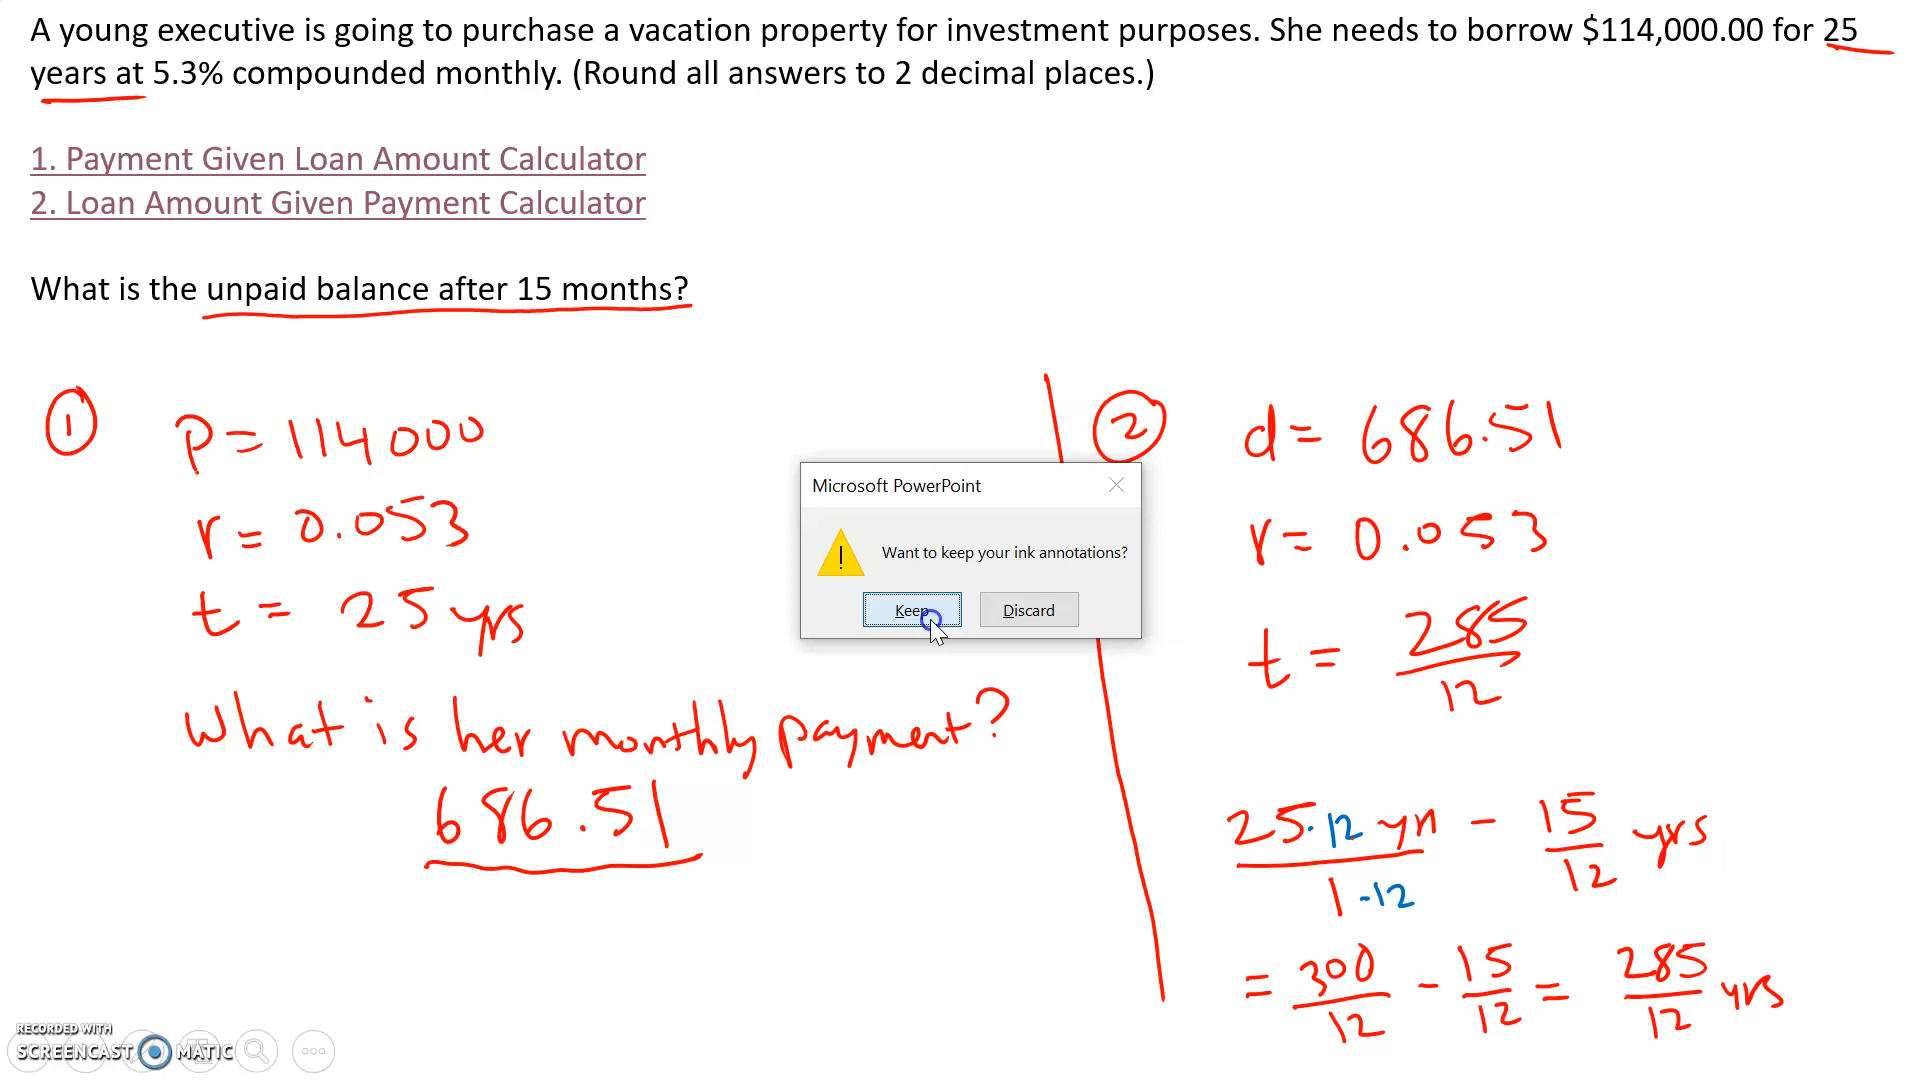 A young executive is going to purchase a vacation property for investment purposes. She needs to borrow $114,000.00 for 25
years at 5.3% compounded monthly. (Round all answers to 2 decimal places.)
1. Payment Given Loan Amount Calculator
2. Loan Amount Given Payment Calculator
What is the unpaid balance after 15 months?
1
P = 114000
r = 0.053
t = 25 yrs
What is her monthly payment?
686.51
Microsoft PowerPoint
Want to keep your ink annotations?
Keep
Discard
2
d = 686.51
r = 0.053
t = 285/12
25·12 yrs/1·12 - 15/12 yrs
= 300/12 - 15/12 = 285/12 yrs
RECORDED WITH
SCREENCAST MATIC